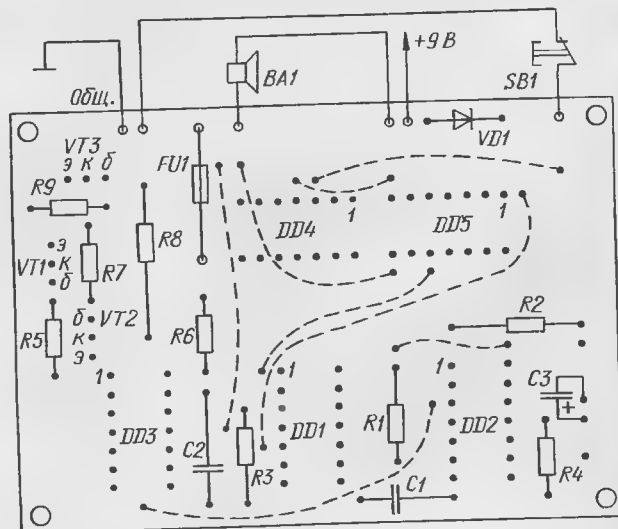 +9 В
BA1
SB1
Общ.
VT3
э к б
FU1
VD1
R9
1
1
DD4
DD5
R8
э
VT1 к
б
R7
R2
б
R5 VT2 к
э
R6
1
1
1
C3
+
DD3
C2
R3
DD1
R1
DD2
R4
C1